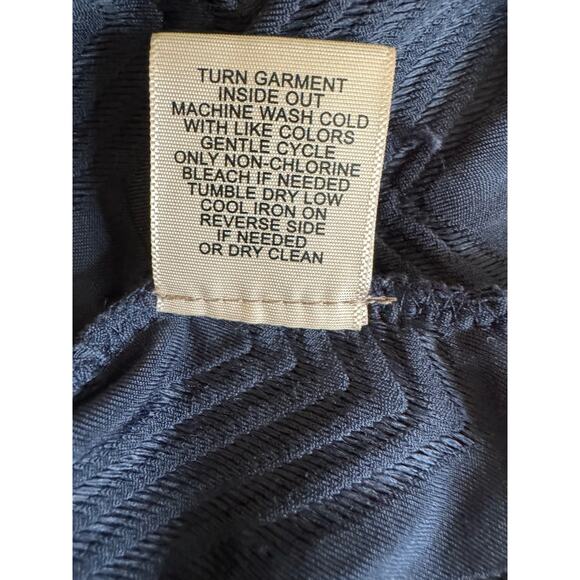 TURN GARMENT
INSIDE OUT
MACHINE WASH COLD
WITH LIKE COLORS
GENTLE CYCLE
ONLY NON-CHLORINE
BLEACH IF NEEDED
TUMBLE DRY LOW
COOL IRON ON
REVERSE SIDE
IF NEEDED
OR DRY CLEAN